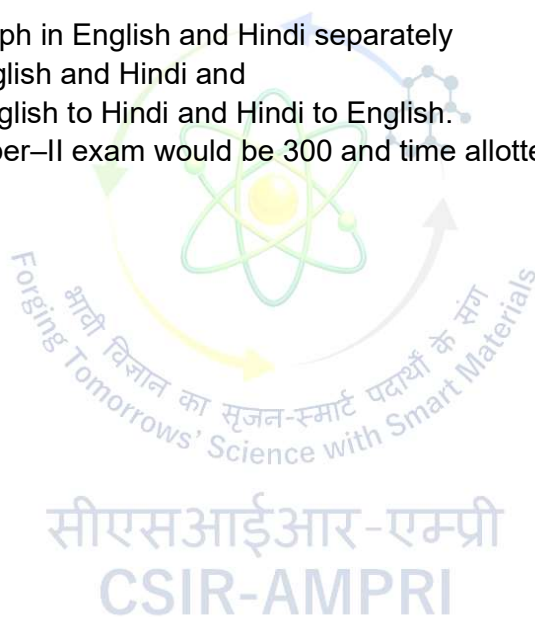 ph in English and Hindi separately
glish and Hindi and
glish to Hindi and Hindi to English.
per–II exam would be 300 and time allotte
भावी विज्ञान का सृजन-स्मार्ट पदार्थों के संग
Forging Tomorrows' Science with Smart Materials
सीएसआईआर-एम्प्री
CSIR-AMPRI